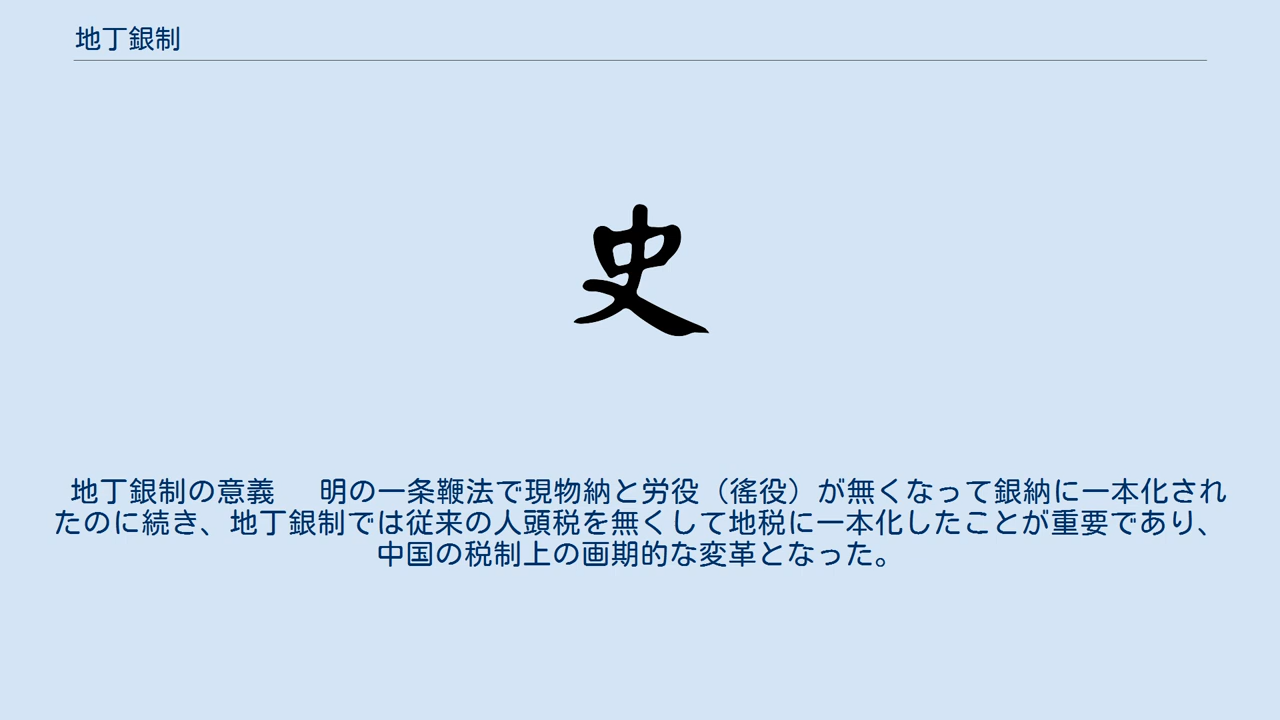 地丁銀制
史
地丁銀制の意義　明の一条鞭法で現物納と労役（徭役）が無くなって銀納に一本化され
たのに続き、地丁銀制では従来の人頭税を無くして地税に一本化したことが重要であり、
中国の税制上の画期的な変革となった。